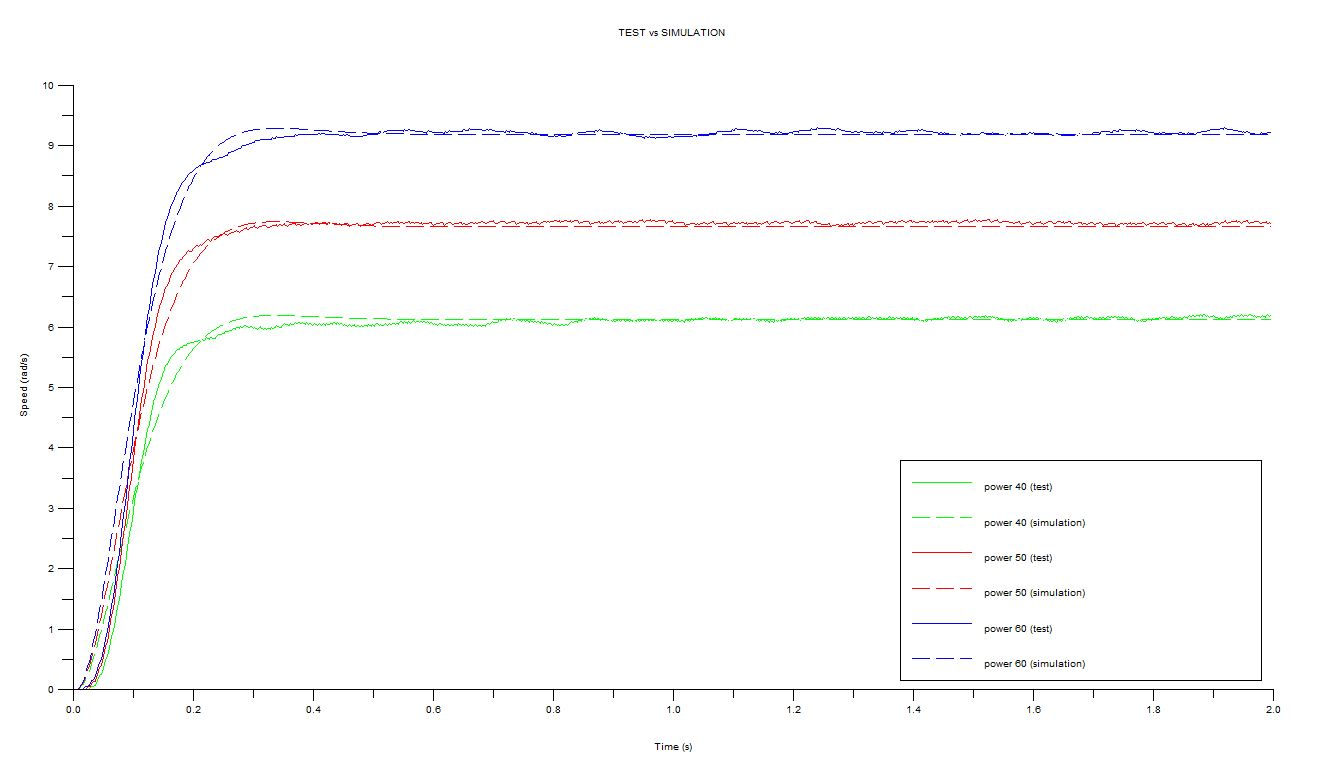 TEST vs SIMULATION
10
9
8
7
6
5
4
3
2
1
0
Speed (rad/s)
power 40 (test)
power 40 (simulation)
power 50 (test)
power 50 (simulation)
power 60 (test)
power 60 (simulation)
0.0 0.2 0.4 0.6 0.8 1.0 1.2 1.4 1.6 1.8 2.0
Time (s)